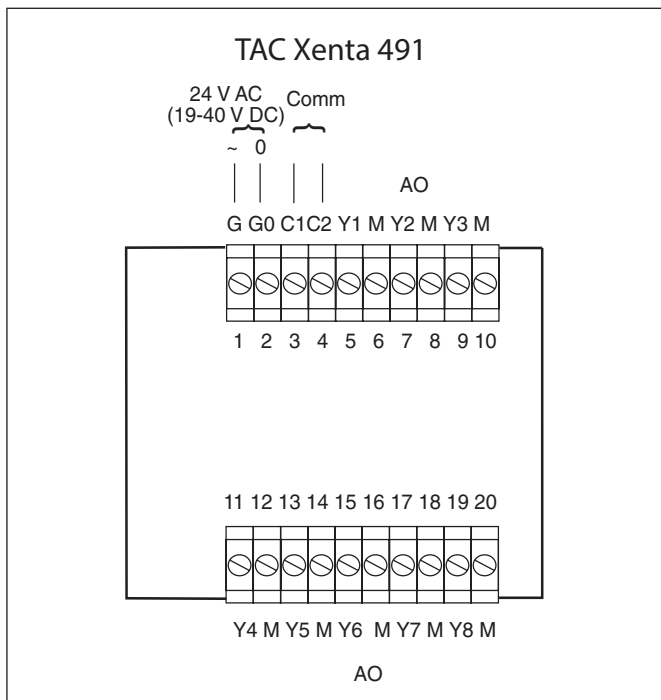 TAC Xenta 491
24 V AC
(19-40 V DC)
Comm
~ 0
AO
G G0 C1 C2 Y1 M Y2 M Y3 M
1 2 3 4 5 6 7 8 9 10
11 12 13 14 15 16 17 18 19 20
Y4 M Y5 M Y6 M Y7 M Y8 M
AO